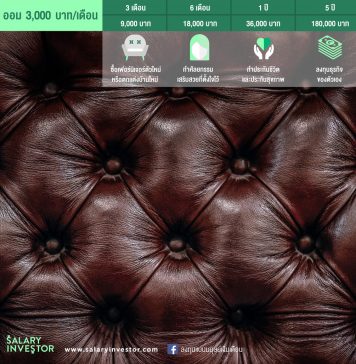 ออม 3,000 บาท/เดือน
3 เดือน
6 เดือน
1 ปี
5 ปี
9,000 บาท
18,000 บาท
36,000 บาท
180,000 บาท
ซื้อเฟอร์นิเจอร์ตัวใหม่
หรือตกแต่งบ้านใหม่
ทำศัลยกรรม
เสริมสวยที่ตั้งใจไว้
ทำประกันชีวิต
และประกันสุขภาพ
ลงทุนธุรกิจ
ของตัวเอง
SALARY
INVESTOR
www.salaryinvestor.com
ลงทุนแบบมนุษย์เงินเดือน